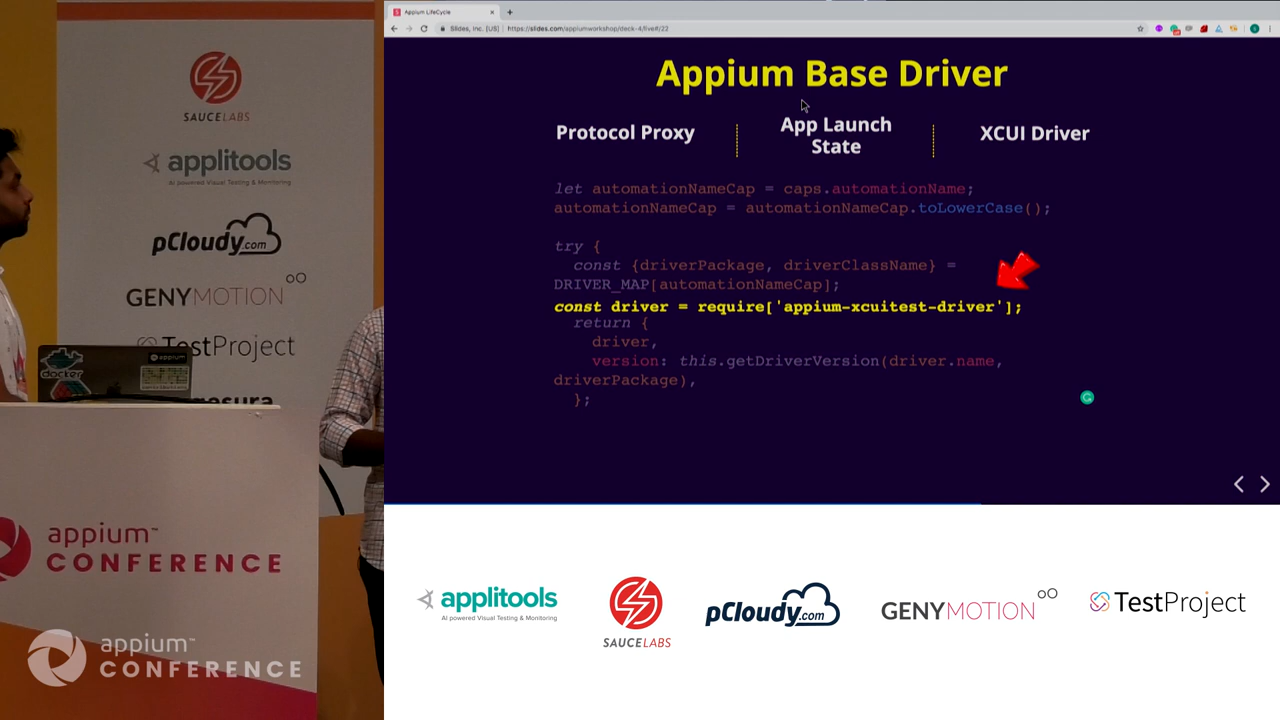 SAUCELABS
applitools
AI powered Visual Testing & Monitoring
pCloudy.com
GENYMOTION
TestProject
docker
appium
appium™
CONFERENCE
appium™
CONFERENCE
Appium LifeCycle
Slides, Inc. [US] https://slides.com/appiumworkshop/deck-4/live#/22
Appium Base Driver
Protocol Proxy
App Launch
State
XCUI Driver
let automationNameCap = caps.automationName;
automationNameCap = automationNameCap.toLowerCase();
try {
const {driverPackage, driverClassName} =
DRIVER_MAP[automationNameCap];
const driver = require['appium-xcuitest-driver'];
return {
driver,
version: this.getDriverVersion(driver.name,
driverPackage),
};
applitools
AI powered Visual Testing & Monitoring
SAUCELABS
pCloudy.com
GENYMOTION
TestProject